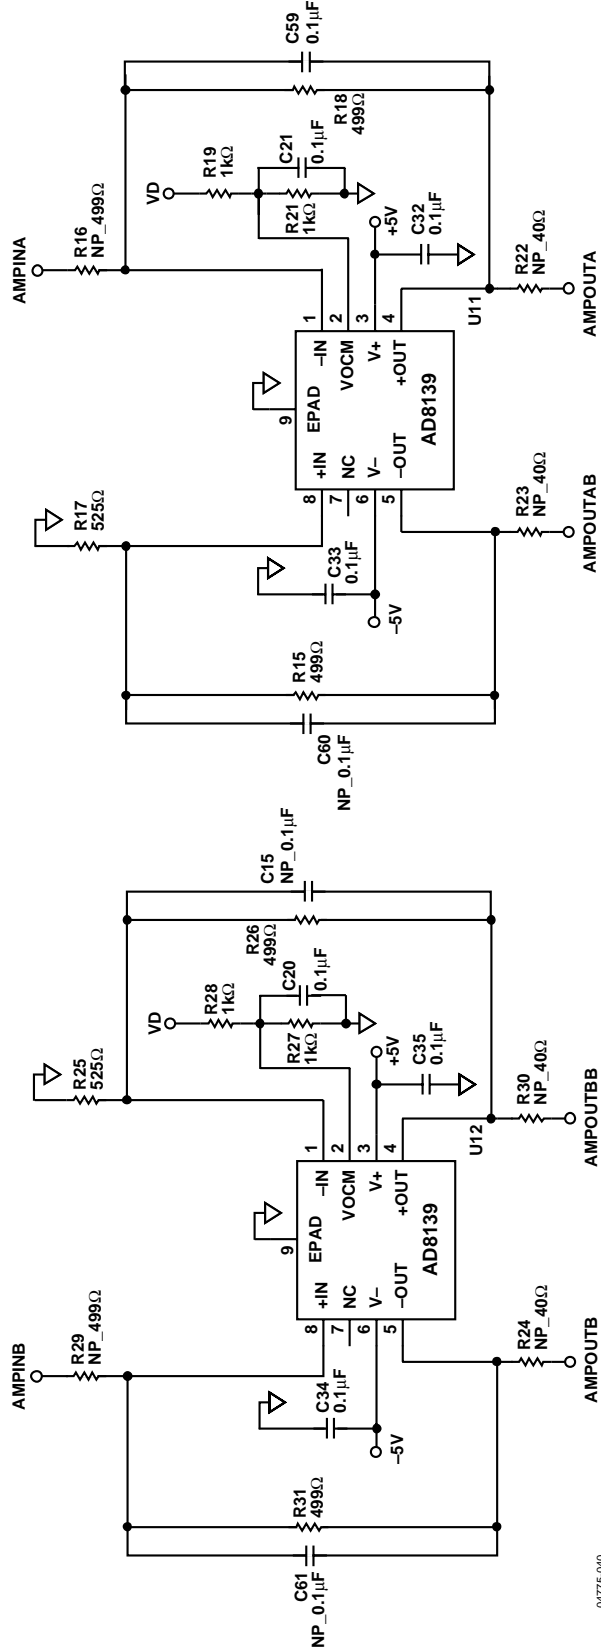 AMPINB
R29
NP_499Ω
R25
525Ω
VD
R28
1kΩ
C61
NP_0.1µF
R31
499Ω
C34
0.1µF
–5V
9
EPAD
8
7
6
5
+IN
NC
V–
–OUT
–IN
VOCM
V+
+OUT
1
2
3
4
AD8139
U12
R27
1kΩ
C20
0.1µF
+5V
C35
0.1µF
R26
499Ω
C15
NP_0.1µF
R24
NP_40Ω
AMPOUTB
R30
NP_40Ω
AMPOUTBB
R17
525Ω
AMPINA
R16
NP_499Ω
VD
R19
1kΩ
C60
NP_0.1µF
R15
499Ω
C33
0.1µF
–5V
9
EPAD
8
7
6
5
+IN
NC
V–
–OUT
–IN
VOCM
V+
+OUT
1
2
3
4
AD8139
U11
R21
1kΩ
C21
0.1µF
+5V
C32
0.1µF
R18
499Ω
C59
0.1µF
R23
NP_40Ω
AMPOUTAB
R22
NP_40Ω
AMPOUTA
04775-040